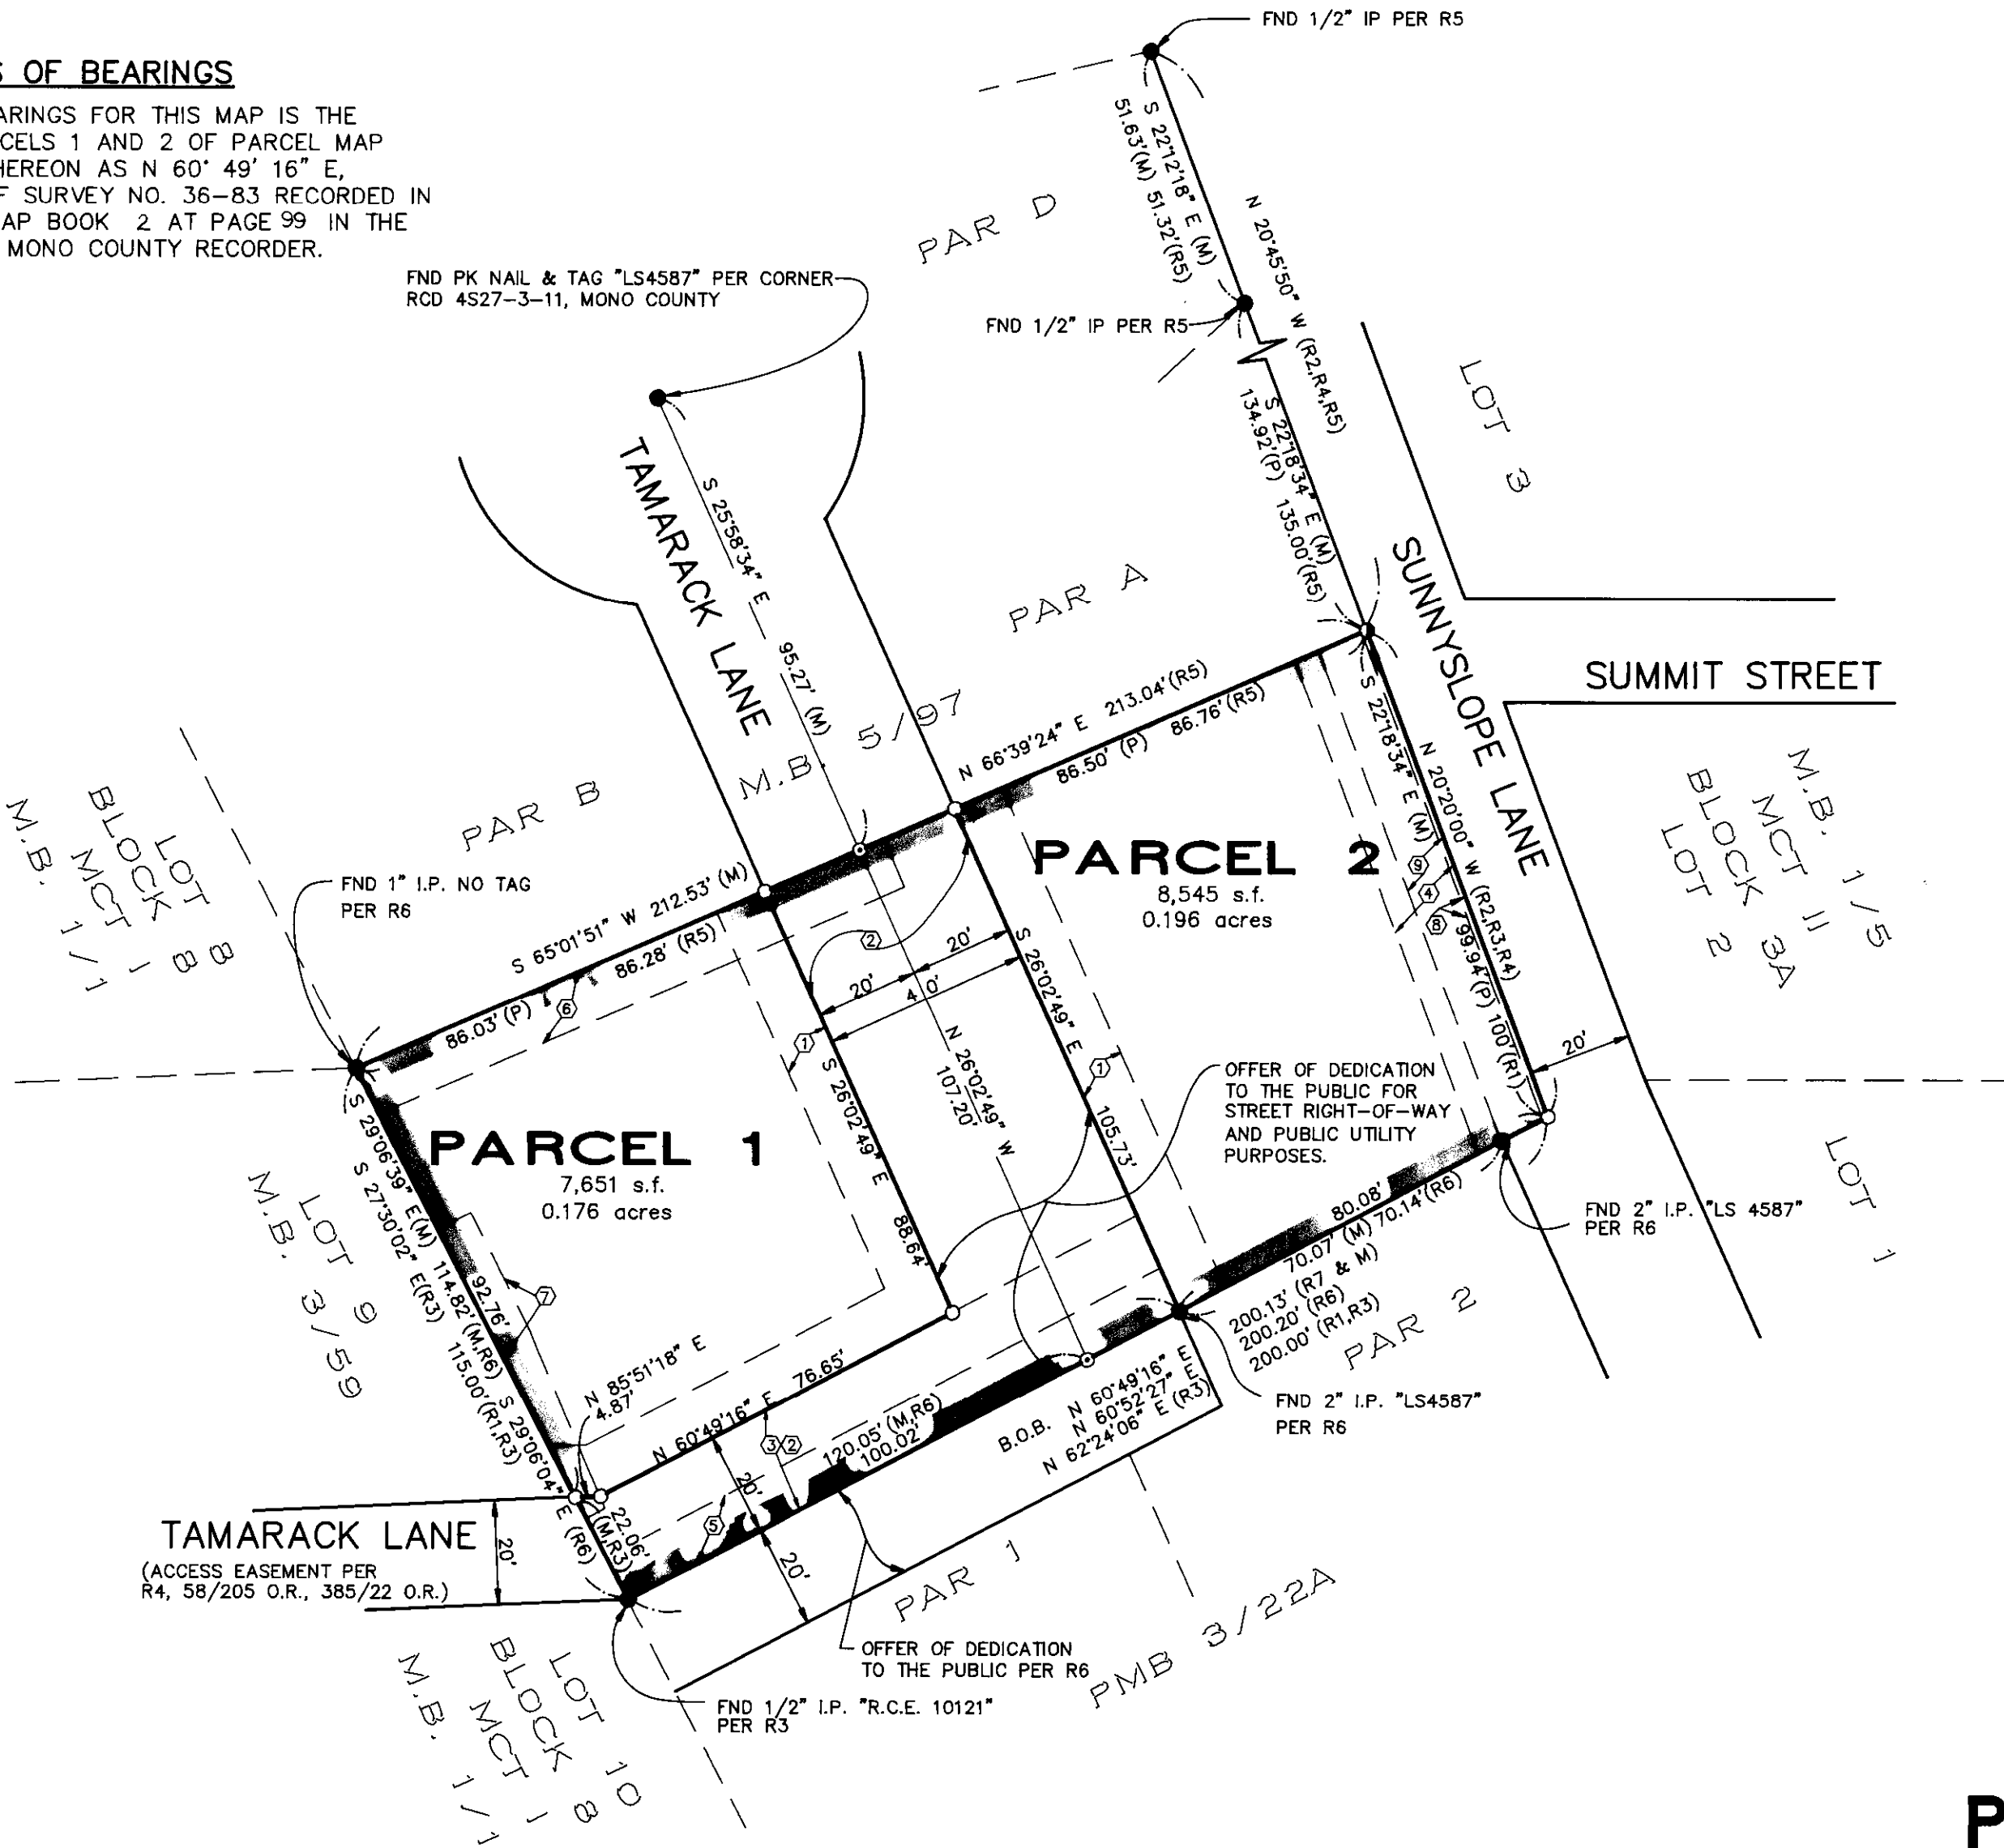 S OF BEARINGS
ARINGS FOR THIS MAP IS THE
CELS 1 AND 2 OF PARCEL MAP
HEREON AS N 60° 49' 16" E,
F SURVEY NO. 36-83 RECORDED IN
AP BOOK 2 AT PAGE 99 IN THE
MONO COUNTY RECORDER.
FND 1/2" IP PER R5
S 22°12'18" E (M)
51.63'(M) 51.32'(R5)
N 20°45'50" W (R2,R4,R5)
PAR D
FND PK NAIL & TAG "LS4587" PER CORNER
RCD 4S27-3-11, MONO COUNTY
FND 1/2" IP PER R5
LOT 3
S 22°18'34" E (M)
134.92'(P) 135.00'(R5)
TAMARACK LANE
S 25°58'34" E 95.27' (M)
PAR A
SUNNYSLOPE LANE
SUMMIT STREET
M.B. 5/97
N 66°39'24" E 213.04'(R5)
86.50' (P) 86.76'(R5)
S 22°18'34" E (M)
N 20°20'00" W (R2,R3,R4)
99.94'(P) 100'(R1)
9
4
8
M.B. 1/5
MCT 11
BLOCK 3A
LOT 2
LOT 8
BLOCK 8
MCT 1
M.B. 1/1
PAR B
PARCEL 2
8,545 s.f.
0.196 acres
FND 1" I.P. NO TAG
PER R6
S 65°01'51" W 212.53' (M)
86.03'(P) 86.28' (R5)
6
2
20'
20'
40'
1
S 26°02'49" E 88.64'
N 26°02'49" W
107.20'
S 26°02'49" E 105.73'
1
20'
OFFER OF DEDICATION
TO THE PUBLIC FOR
STREET RIGHT-OF-WAY
AND PUBLIC UTILITY
PURPOSES.
PARCEL 1
7,651 s.f.
0.176 acres
S 29°06'39" E(M) 114.82'(M,R6)
S 27°30'02" E(R3) 115.00'(R1,R3)
92.76'
S 29°06'04" E (R6)
7
LOT 9
M.B. 3/59
LOT 1
FND 2" I.P. "LS 4587"
PER R6
80.08'
70.07' (M) 70.14'(R6)
200.13' (R7 & M)
200.20' (R6)
200.00' (R1,R3)
PAR 2
FND 2" I.P. "LS4587"
PER R6
N 85°51'18" E
4.87'
N 60°49'16" E 76.65'
3
2
120.05' (M,R6)
100.02'
B.O.B. N 60°49'16" E
N 60°52'27" E
N 62°24'06" E (R3)
22.06'
(M,R3)
5
20'
20'
TAMARACK LANE
(ACCESS EASEMENT PER
R4, 58/205 O.R., 385/22 O.R.)
20'
PAR 1
OFFER OF DEDICATION
TO THE PUBLIC PER R6
PMB 3/22A
FND 1/2" I.P. "R.C.E. 10121"
PER R3
LOT 10
BLOCK 8
MCT 1
M.B. 1/1
P